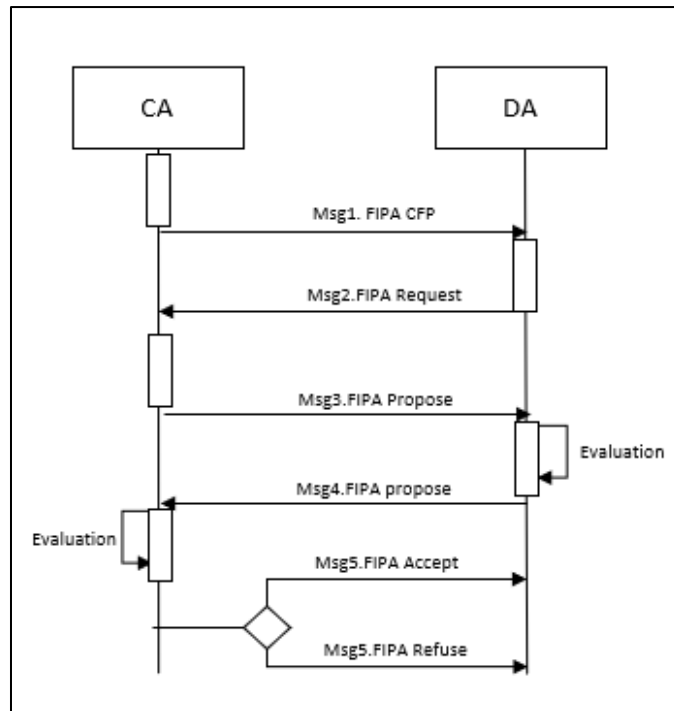 CA
DA
Msg1. FIPA CFP
Msg2.FIPA Request
Msg3.FIPA Propose
Evaluation
Msg4.FIPA propose
Evaluation
Msg5.FIPA Accept
Msg5.FIPA Refuse